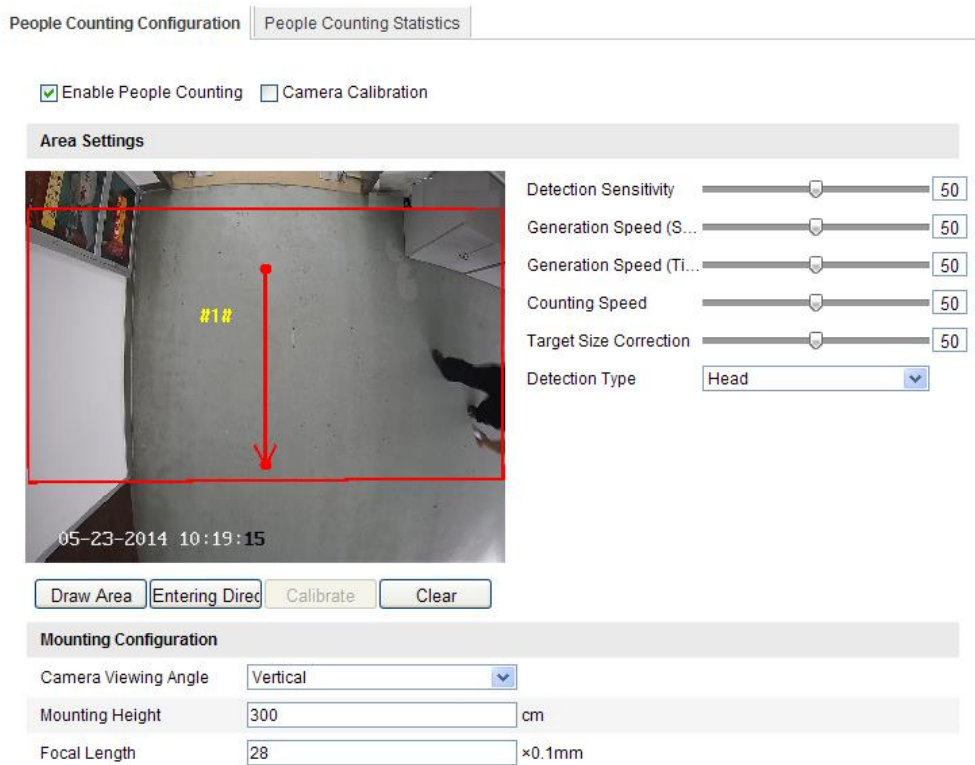 People Counting Configuration People Counting Statistics
Enable People Counting Camera Calibration
Area Settings
#1#
05-23-2014 10:19:15
Detection Sensitivity 50
Generation Speed (S... 50
Generation Speed (Ti... 50
Counting Speed 50
Target Size Correction 50
Detection Type Head
Draw Area Entering Direc Calibrate Clear
Mounting Configuration
Camera Viewing Angle Vertical
Mounting Height 300 cm
Focal Length 28 ×0.1mm